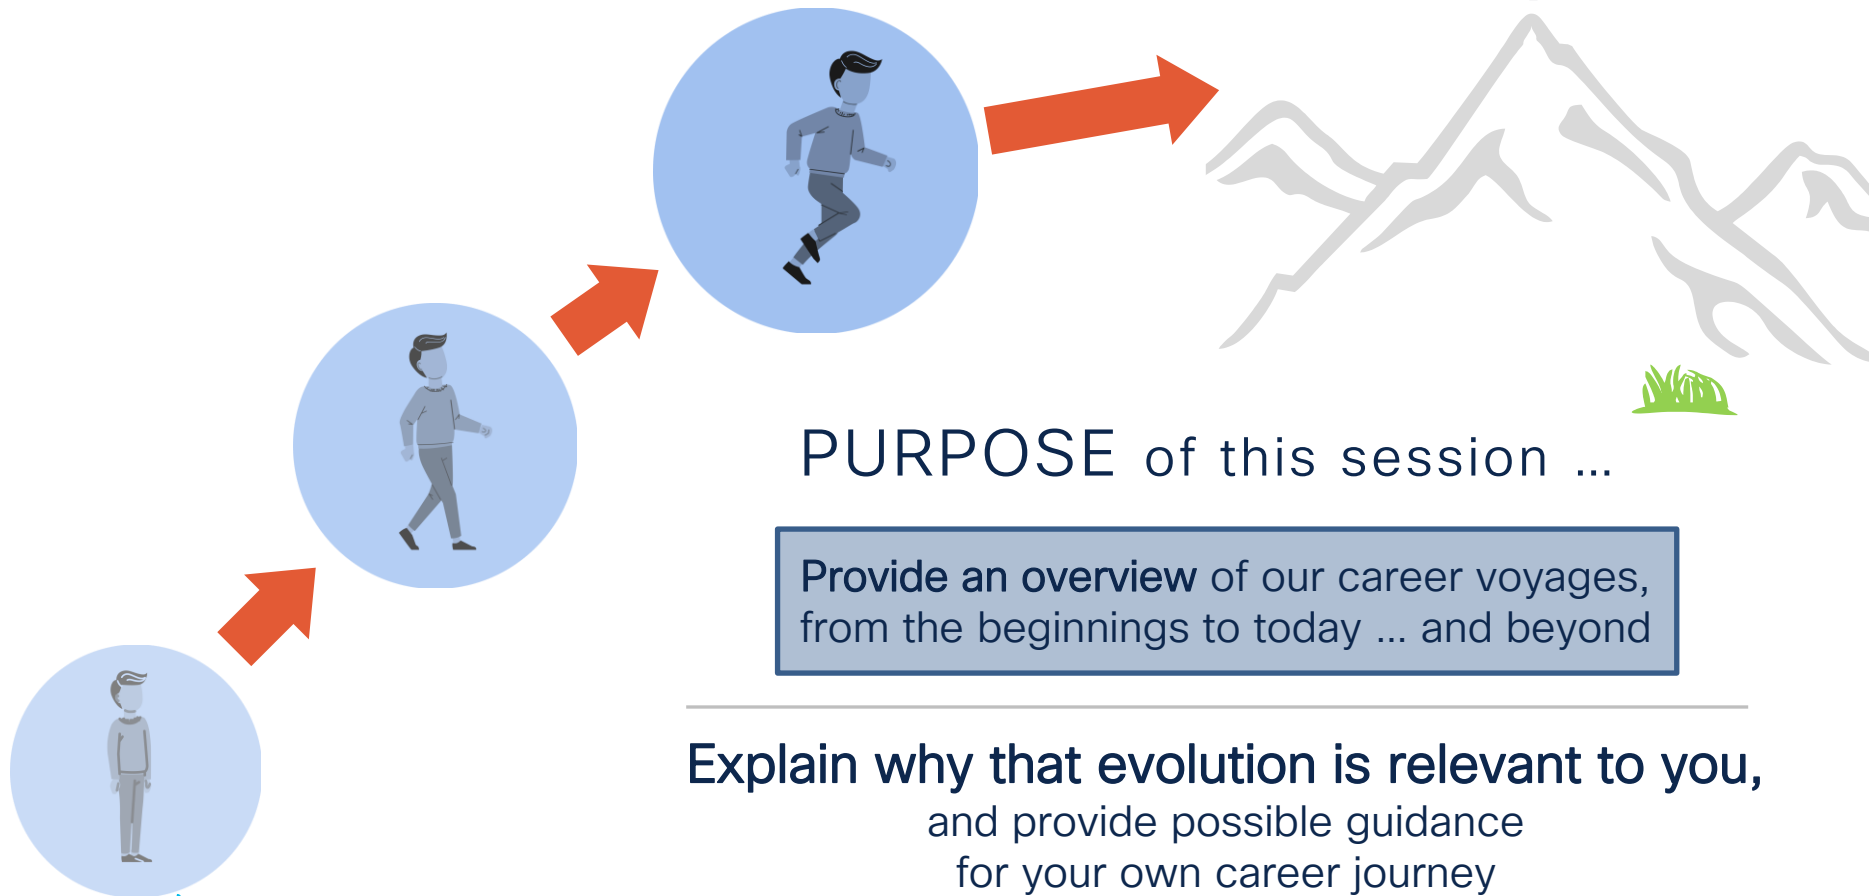 PURPOSE of this session ...
Provide an overview of our career voyages,
from the beginnings to today ... and beyond
Explain why that evolution is relevant to you,
and provide possible guidance
for your own career journey